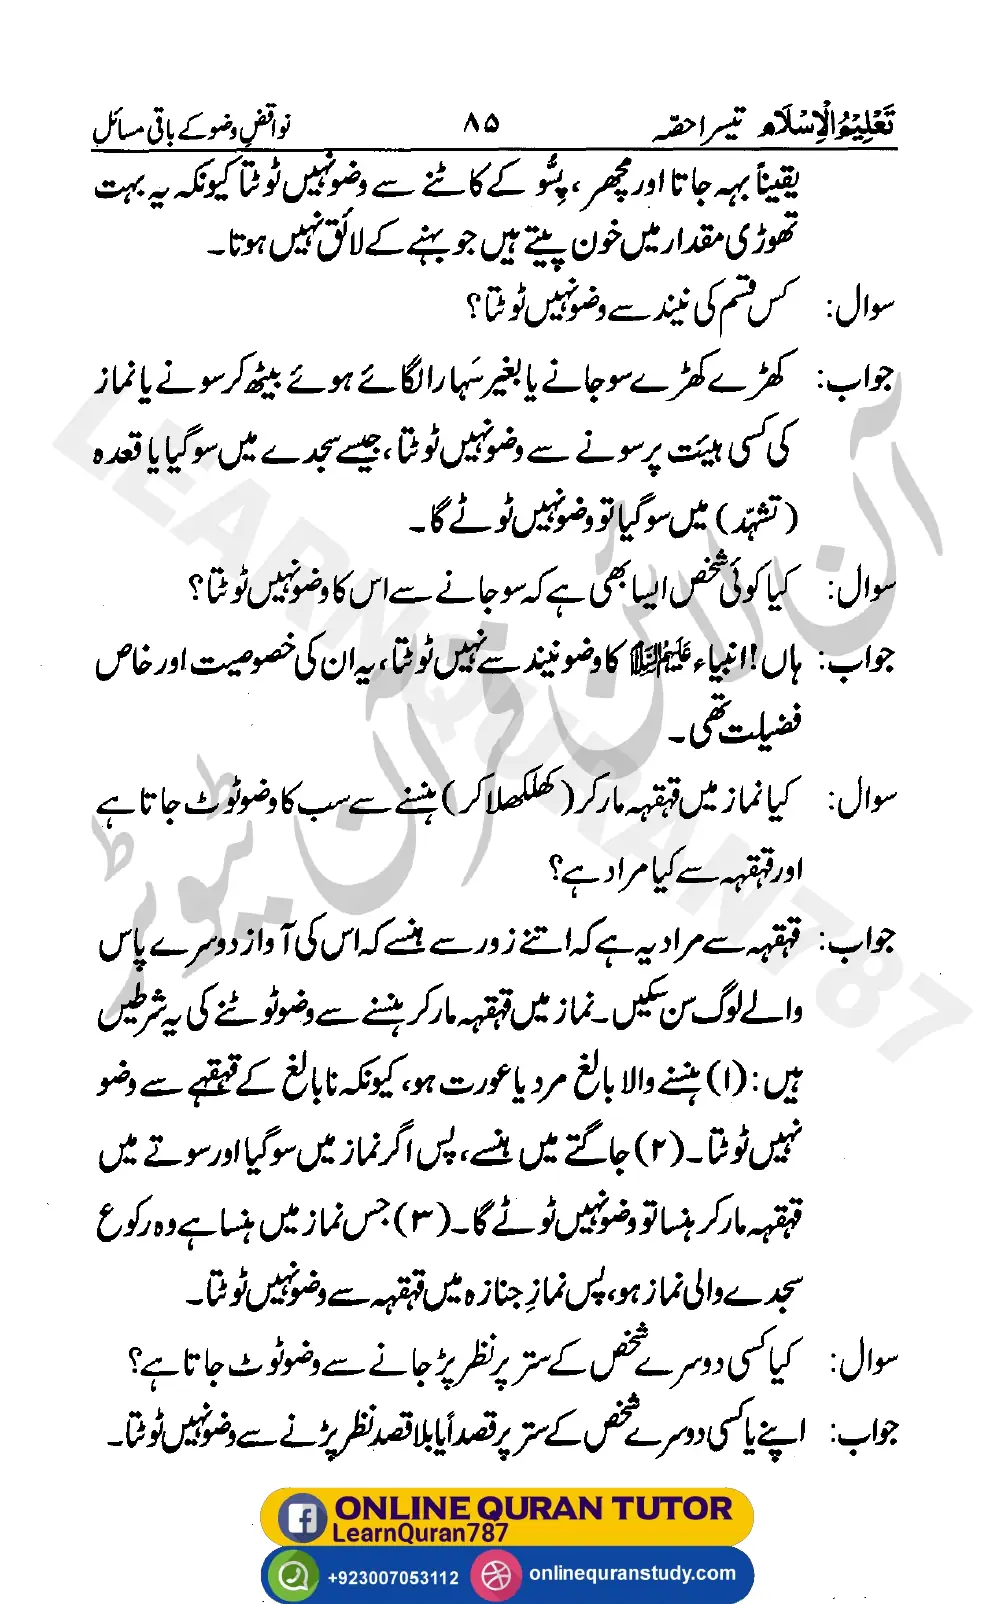 تَعْلِيْمُ الْاِسْلَام تیسرا حصّہ ۸۵ نواقضِ وضو کے باقی مسائل
یقیناً بہہ جاتا اور مچھر، پِسُّو کے کاٹنے سے وضو نہیں ٹوٹتا کیونکہ یہ بہت
تھوڑی مقدار میں خون پیتے ہیں جو بہنے کے لائق نہیں ہوتا۔
سوال: کس قسم کی نیند سے وضو نہیں ٹوٹتا؟
جواب: کھڑے کھڑے سو جانے یا بغیر سَہارا لگائے ہوئے بیٹھ کر سونے یا نماز
کی کسی ہیئت پر سونے سے وضو نہیں ٹوٹتا، جیسے سجدے میں سوگیا یا قعدہ
(تشہّد) میں سوگیا تو وضو نہیں ٹوٹے گا۔
سوال: کیا کوئی شخص ایسا بھی ہے کہ سو جانے سے اس کا وضو نہیں ٹوٹتا؟
جواب: ہاں! انبیاء عَلَیْہِمُ السَّلَام کا وضو نیند سے نہیں ٹوٹتا، یہ ان کی خصوصیت اور خاص
فضیلت تھی۔
سوال: کیا نماز میں قہقہہ مار کر (کھلکھلا کر) ہنسنے سے سب کا وضو ٹوٹ جاتا ہے
اور قہقہہ سے کیا مراد ہے؟
جواب: قہقہہ سے مراد یہ ہے کہ اتنے زور سے ہنسے کہ اس کی آواز دوسرے پاس
والے لوگ سن سکیں۔ نماز میں قہقہہ مار کر ہنسنے سے وضو ٹوٹنے کی یہ شرطیں
ہیں: (۱) ہنسنے والا بالغ مرد یا عورت ہو، کیونکہ نابالغ کے قہقہے سے وضو
نہیں ٹوٹتا۔ (۲) جاگتے میں ہنسے، پس اگر نماز میں سوگیا اور سوتے میں
قہقہہ مار کر ہنسا تو وضو نہیں ٹوٹے گا۔ (۳) جس نماز میں ہنسا ہے وہ رکوع
سجدے والی نماز ہو، پس نمازِ جنازہ میں قہقہہ سے وضو نہیں ٹوٹتا۔
سوال: کیا کسی دوسرے شخص کے ستر پر نظر پڑ جانے سے وضو ٹوٹ جاتا ہے؟
جواب: اپنے یا کسی دوسرے شخص کے ستر پر قصداً یا بلا قصد نظر پڑنے سے وضو نہیں ٹوٹتا۔
آن لائن قرآن ٹیوٹر
LEARNQURAN787
ONLINE QURAN TUTOR
LearnQuran787
+923007053112 onlinequranstudy.com